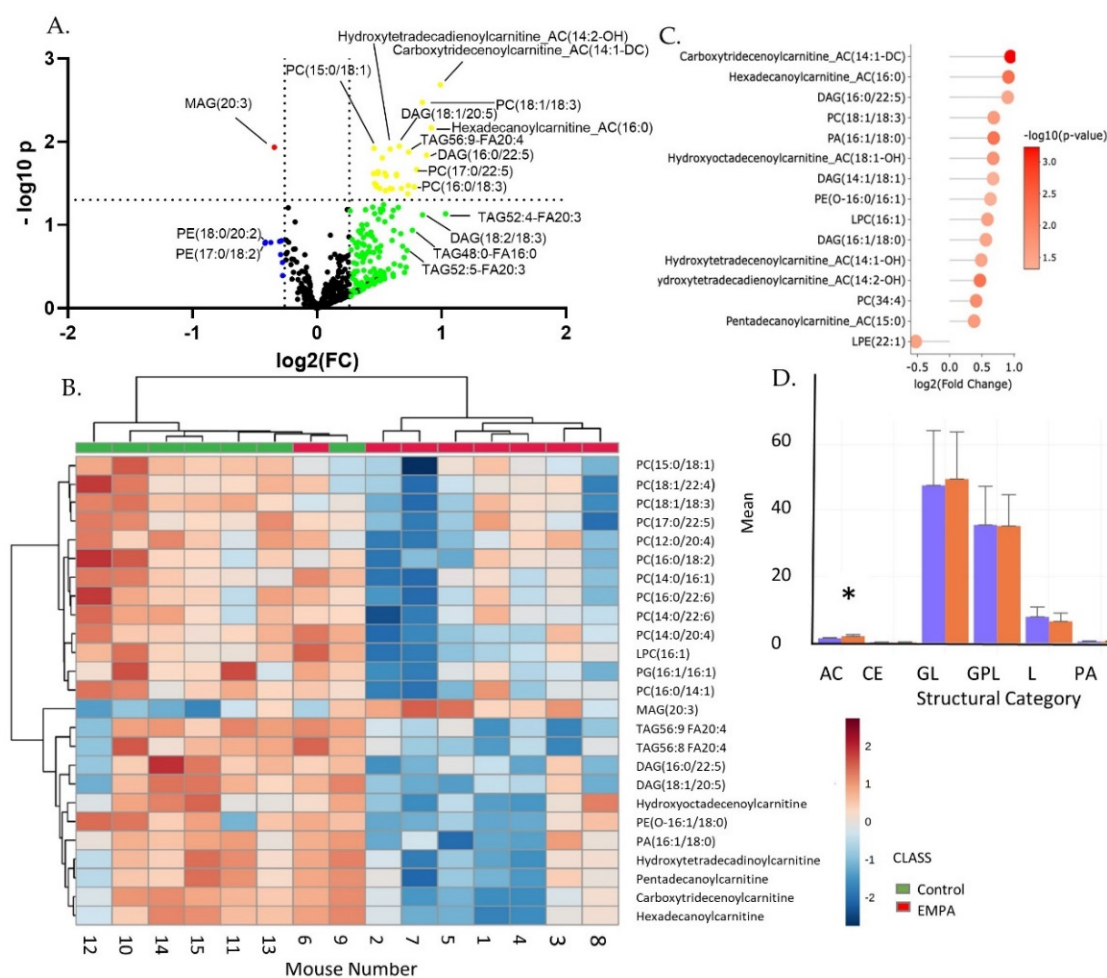 A.
Hydroxytetradecadienoylcarnitine_AC(14:2-OH)
Carboxytridecenoylcarnitine_AC(14:1-DC)
PC(15:0/18:1)
PC(18:1/18:3)
MAG(20:3)
DAG(18:1/20:5)
Hexadecanoylcarnitine_AC(16:0)
TAG56:9-FA20:4
DAG(16:0/22:5)
PC(17:0/22:5)
PC(16:0/18:3)
TAG52:4-FA20:3
DAG(18:2/18:3)
TAG48:0-FA16:0
TAG52:5-FA20:3
PE(18:0/20:2)
PE(17:0/18:2)
- log10 p
3
2
1
0
-2 -1 0 1 2
log2(FC)
C.
Carboxytridecenoylcarnitine_AC(14:1-DC)
Hexadecanoylcarnitine_AC(16:0)
DAG(16:0/22:5)
PC(18:1/18:3)
PA(16:1/18:0)
Hydroxyoctadecenoylcarnitine_AC(18:1-OH)
DAG(14:1/18:1)
PE(O-16:0/16:1)
LPC(16:1)
DAG(16:1/18:0)
Hydroxytetredecenoylcarnitine_AC(14:1-OH)
ydroxytetradecadienoylcarnitine_AC(14:2-OH)
PC(34:4)
Pentadecanoylcarnitine_AC(15:0)
LPE(22:1)
-0.5 0.0 0.5 1.0
log2(Fold Change)
-log10(p-value)
3.0
2.5
2.0
1.5
B.
PC(15:0/18:1)
PC(18:1/22:4)
PC(18:1/18:3)
PC(17:0/22:5)
PC(12:0/20:4)
PC(16:0/18:2)
PC(14:0/16:1)
PC(16:0/22:6)
PC(14:0/22:6)
PC(14:0/20:4)
LPC(16:1)
PG(16:1/16:1)
PC(16:0/14:1)
MAG(20:3)
TAG56:9 FA20:4
TAG56:8 FA20:4
DAG(16:0/22:5)
DAG(18:1/20:5)
Hydroxyoctadecenoylcarnitine
PE(O-16:1/18:0)
PA(16:1/18:0)
Hydroxytetradecadinoylcarnitine
Pentadecanoylcarnitine
Carboxytridecenoylcarnitine
Hexadecanoylcarnitine
12 10 14 15 11 13 6 9 2 7 5 1 4 3 8
Mouse Number
2
1
0
-1
-2
CLASS
Control
EMPA
D.
60
40
20
0
Mean
*
AC CE GL GPL L PA
Structural Category